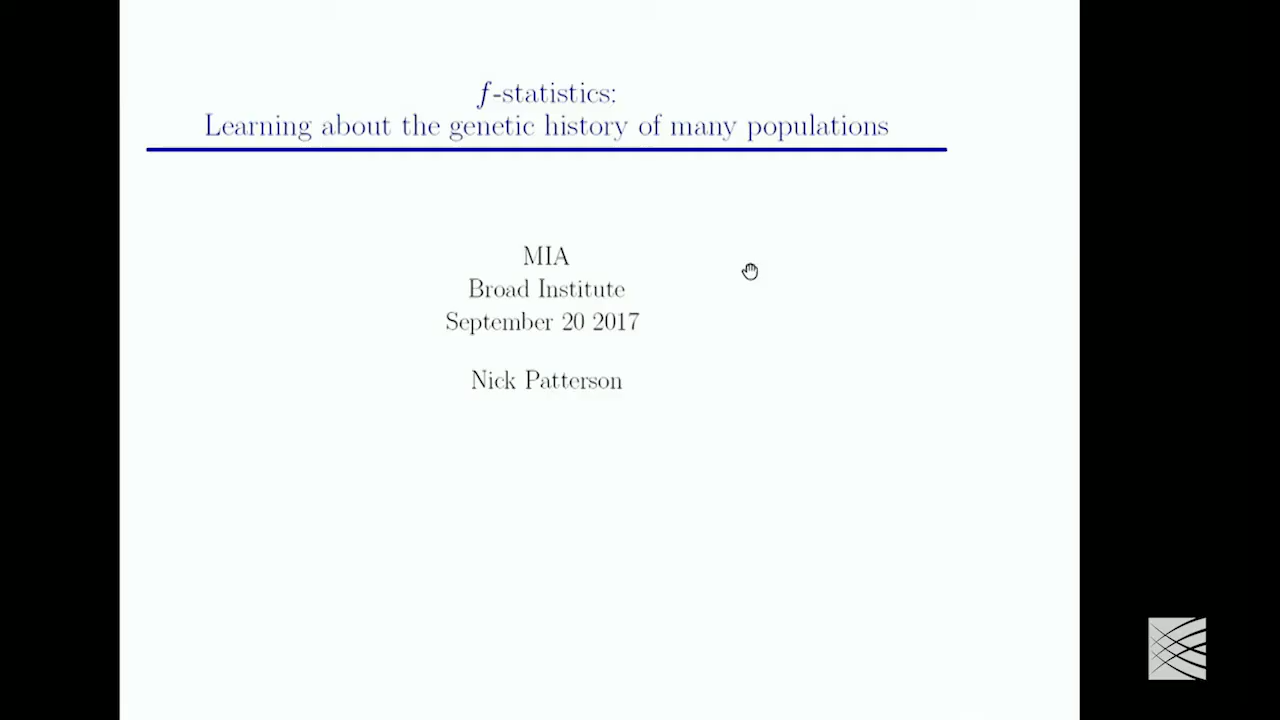 f-statistics:
Learning about the genetic history of many populations
MIA
Broad Institute
September 20 2017
Nick Patterson